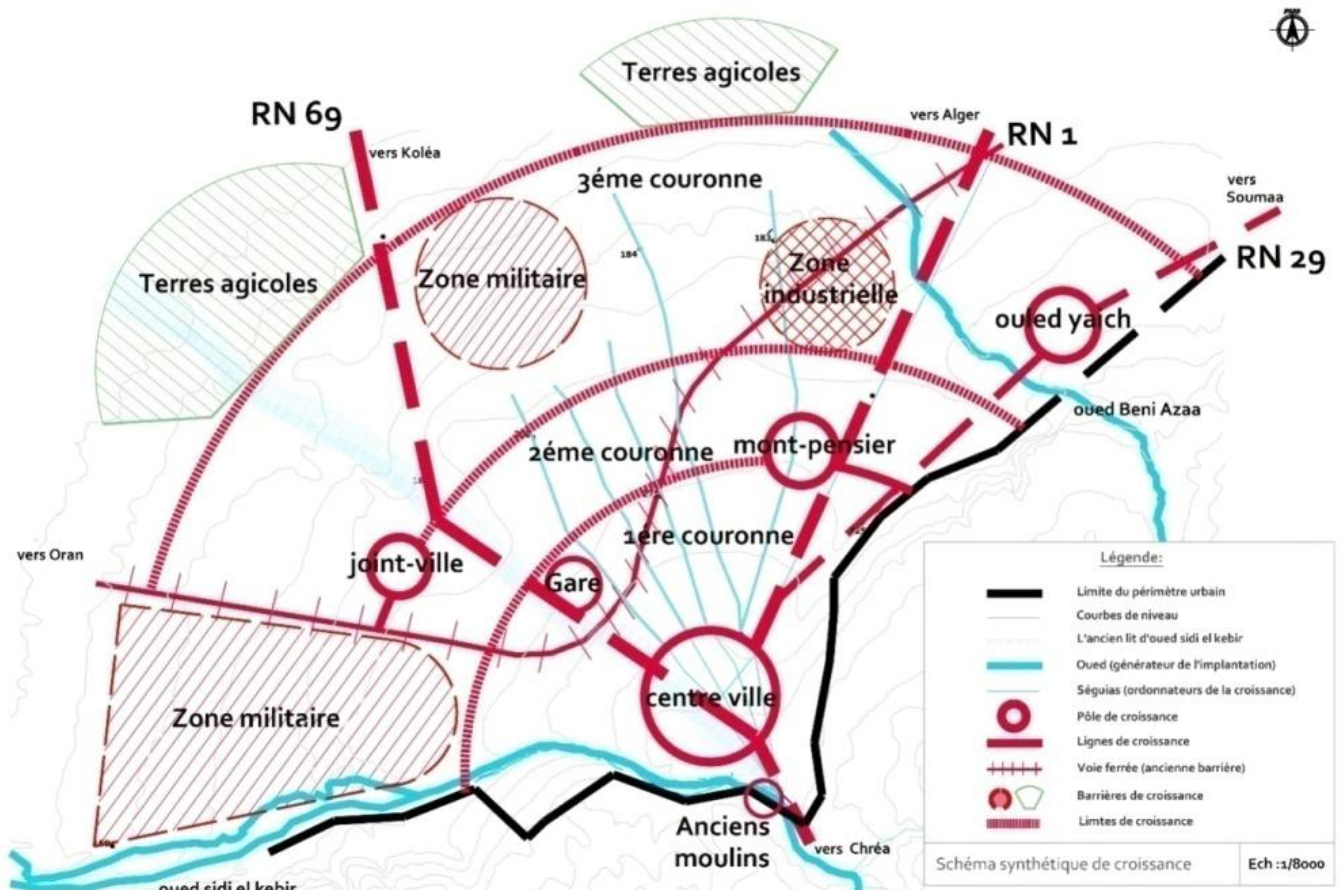 Terres agicoles
RN 69
vers Koléa
vers Alger
RN 1
3éme couronne
vers
Soumaa
RN 29
184
183
Terres agicoles
Zone militaire
Zone
industrielle
ouled yaich
oued Beni Azaa
2éme couronne
mont-pensier
1ére couronne
vers Oran
joint-ville
Gare
centre ville
Zone militaire
Anciens
moulins
vers Chréa
oued sidi el kebir
Légende:
Limite du périmètre urbain
Courbes de niveau
L'ancien lit d'oued sidi el kebir
Oued (générateur de l'implantation)
Séguias (ordonnateurs de la croissance)
Pôle de croissance
Lignes de croissance
Voie ferrée (ancienne barrière)
Barrières de croissance
Limtes de croissance
Schéma synthétique de croissance
Ech :1/8000